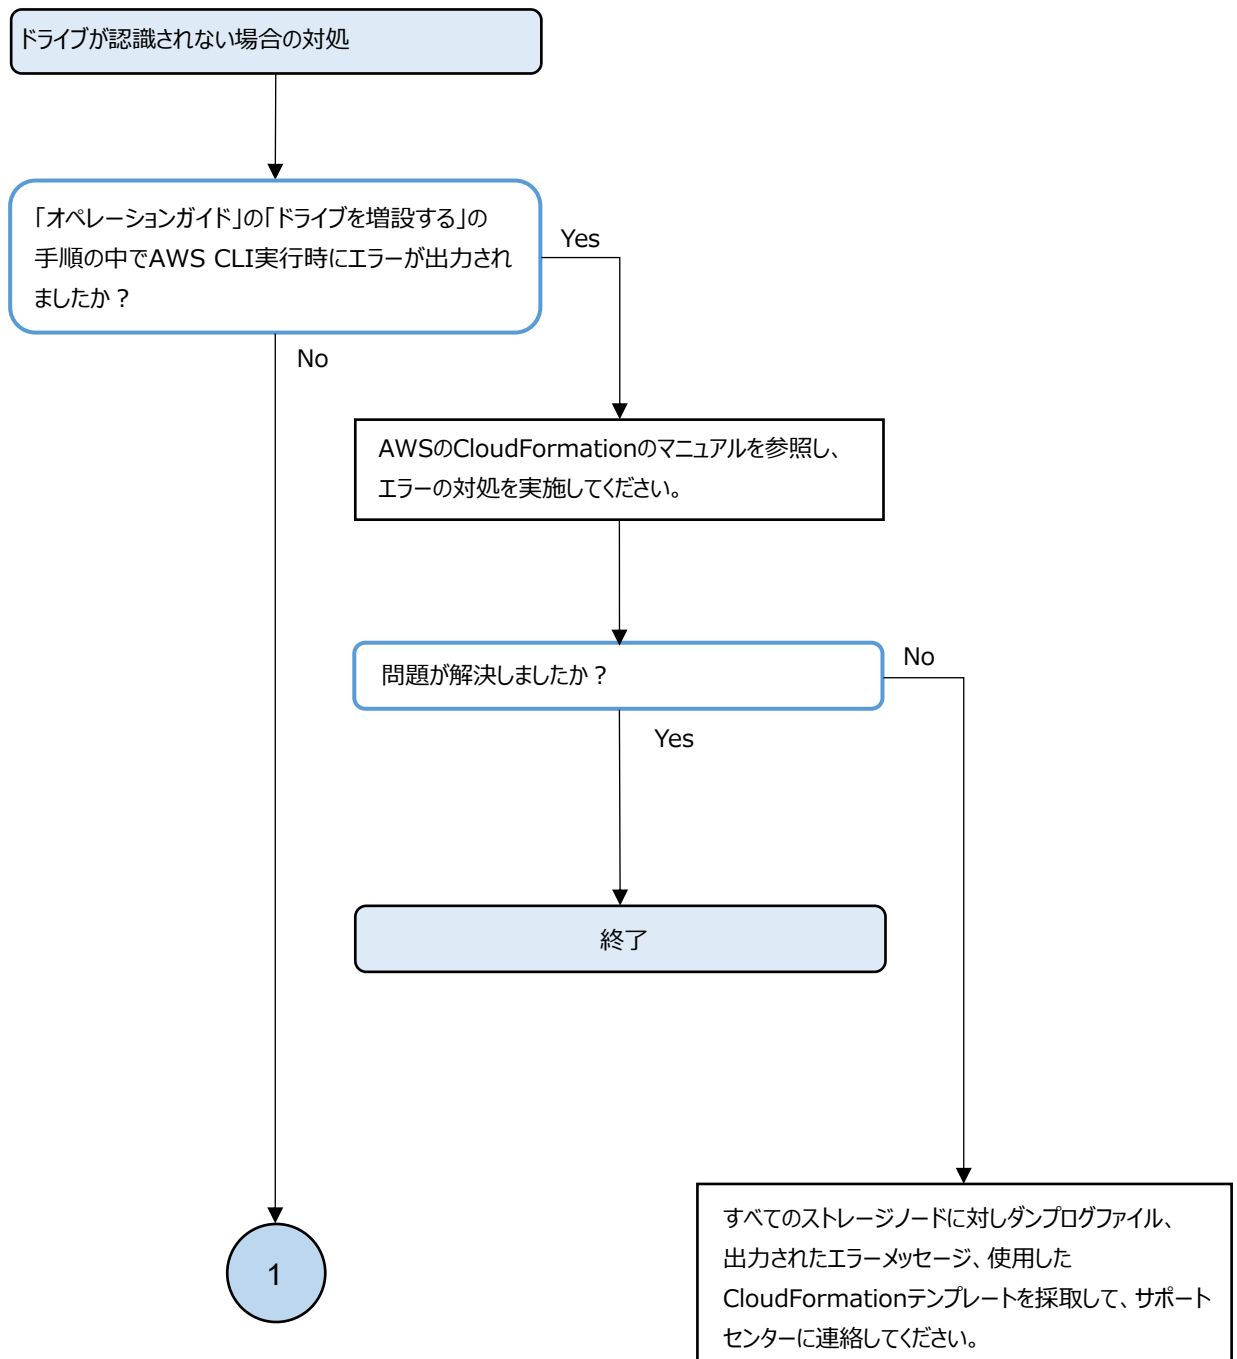 ドライブが認識されない場合の対処
「オペレーションガイド」の「ドライブを増設する」の
手順の中でAWS CLI実行時にエラーが出力され
ましたか？
Yes
No
AWSのCloudFormationのマニュアルを参照し、
エラーの対処を実施してください。
問題が解決しましたか？
No
Yes
終了
1
すべてのストレージノードに対しダンプログファイル、
出力されたエラーメッセージ、使用した
CloudFormationテンプレートを採取して、サポート
センターに連絡してください。